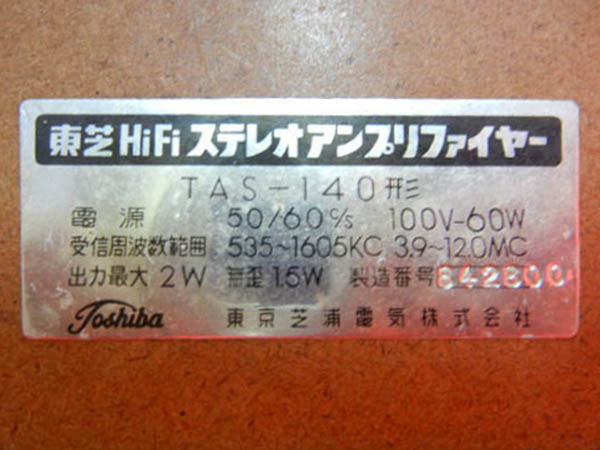 東芝HiFiステレオアンプリファイヤー
TAS-140形
電源 50/60c/s 100V-60W
受信周波数範囲 535~1605KC 3.9~12.0MC
出力最大 2W 無歪 1.5W 製造番号 642800
Toshiba 東京芝浦電気株式会社